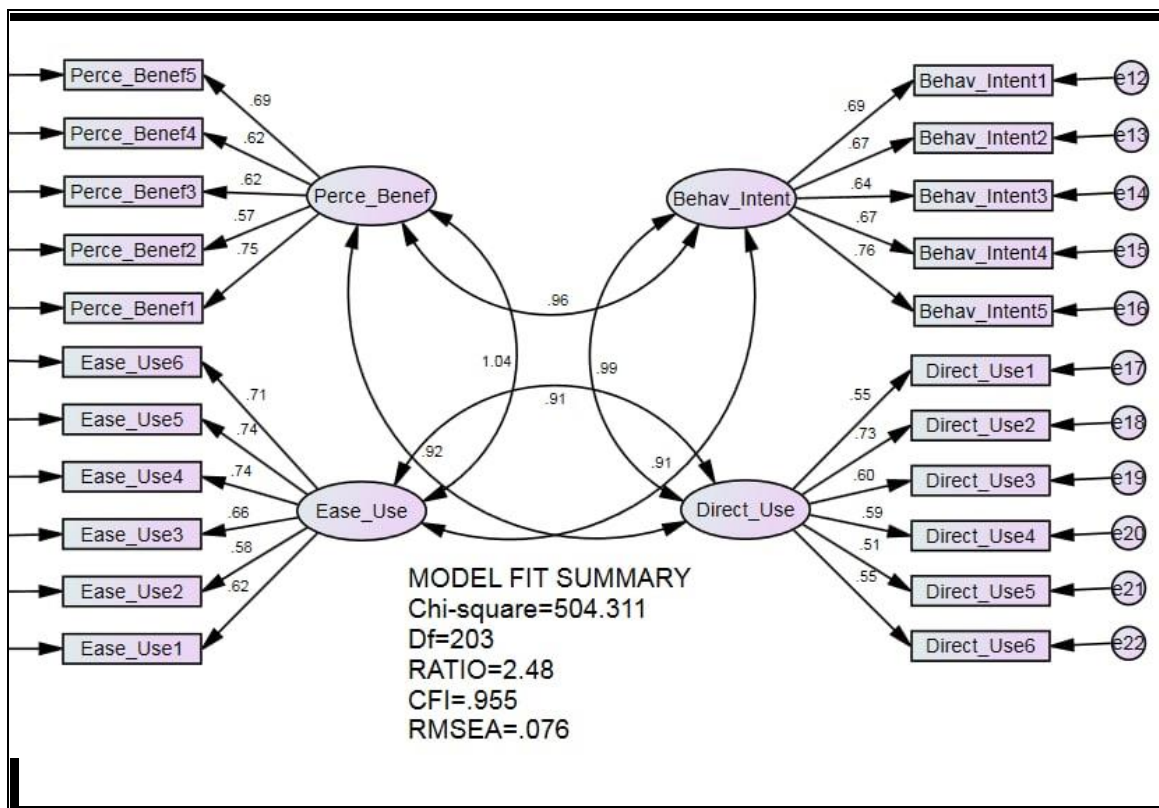 Perce_Benef5
Perce_Benef4
Perce_Benef3
Perce_Benef2
Perce_Benef1
.69
.62
.62
.57
.75
Perce_Benef
Ease_Use6
Ease_Use5
Ease_Use4
Ease_Use3
Ease_Use2
Ease_Use1
.71
.74
.74
.66
.58
.62
Ease_Use
.96
1.04
.99
.91
.92
.91
Behav_Intent
.69
.67
.64
.67
.76
Behav_Intent1
Behav_Intent2
Behav_Intent3
Behav_Intent4
Behav_Intent5
e12
e13
e14
e15
e16
Direct_Use
.55
.73
.60
.59
.51
.55
Direct_Use1
Direct_Use2
Direct_Use3
Direct_Use4
Direct_Use5
Direct_Use6
e17
e18
e19
e20
e21
e22
MODEL FIT SUMMARY
Chi-square=504.311
Df=203
RATIO=2.48
CFI=.955
RMSEA=.076